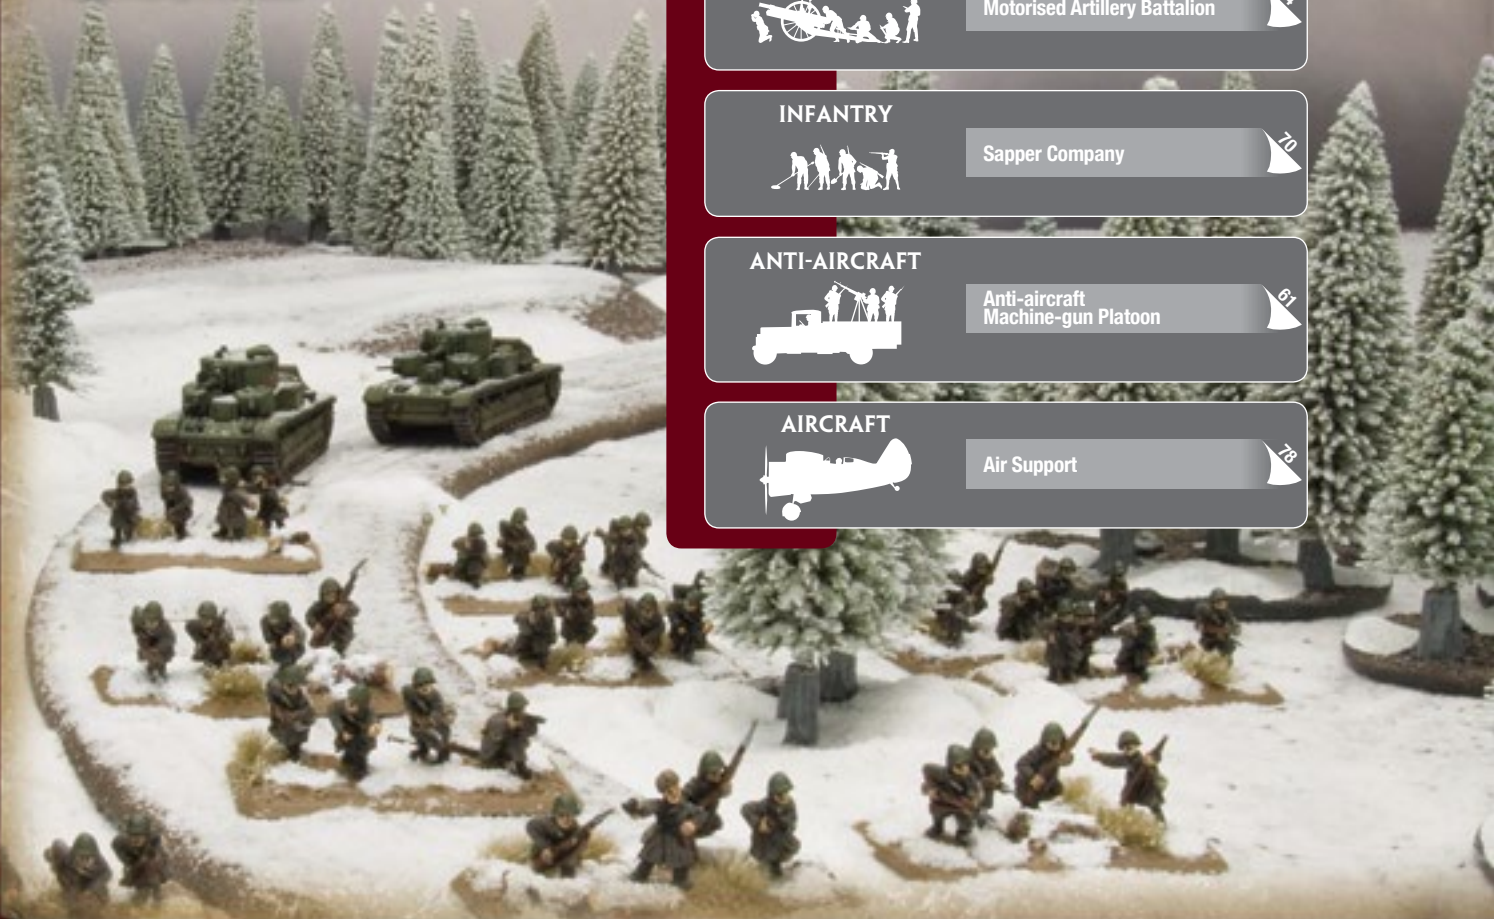 Motorised Artillery Battalion
INFANTRY
Sapper Company
70
ANTI-AIRCRAFT
Anti-aircraft
Machine-gun Platoon
61
AIRCRAFT
Air Support
78